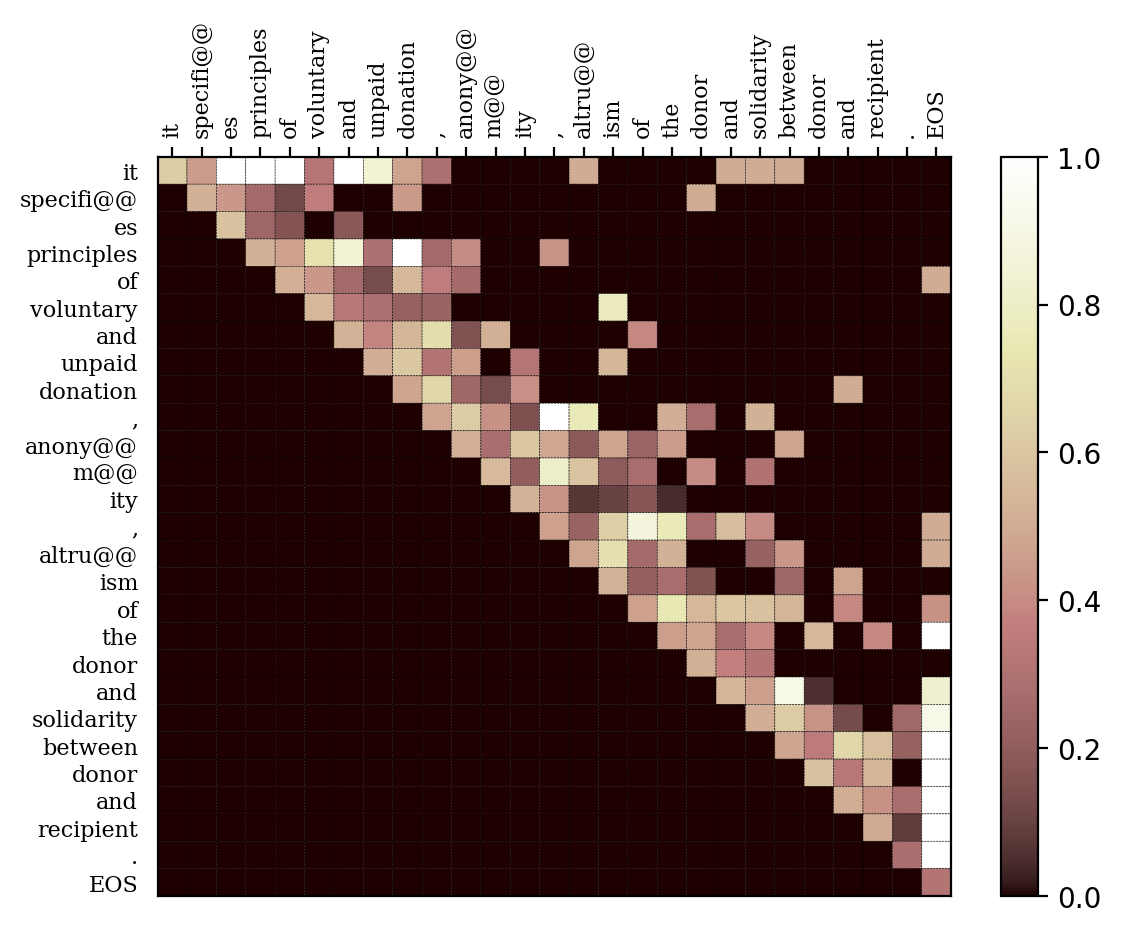 it specifi@@ es principles of voluntary and unpaid donation , anony@@ m@@ ity , altru@@ ism of the donor and solidarity between donor and recipient . EOS
it
specifi@@
es
principles
of
voluntary
and
unpaid
donation
,
anony@@
m@@
ity
,
altru@@
ism
of
the
donor
and
solidarity
between
donor
and
recipient
.
EOS
1.0
0.8
0.6
0.4
0.2
0.0